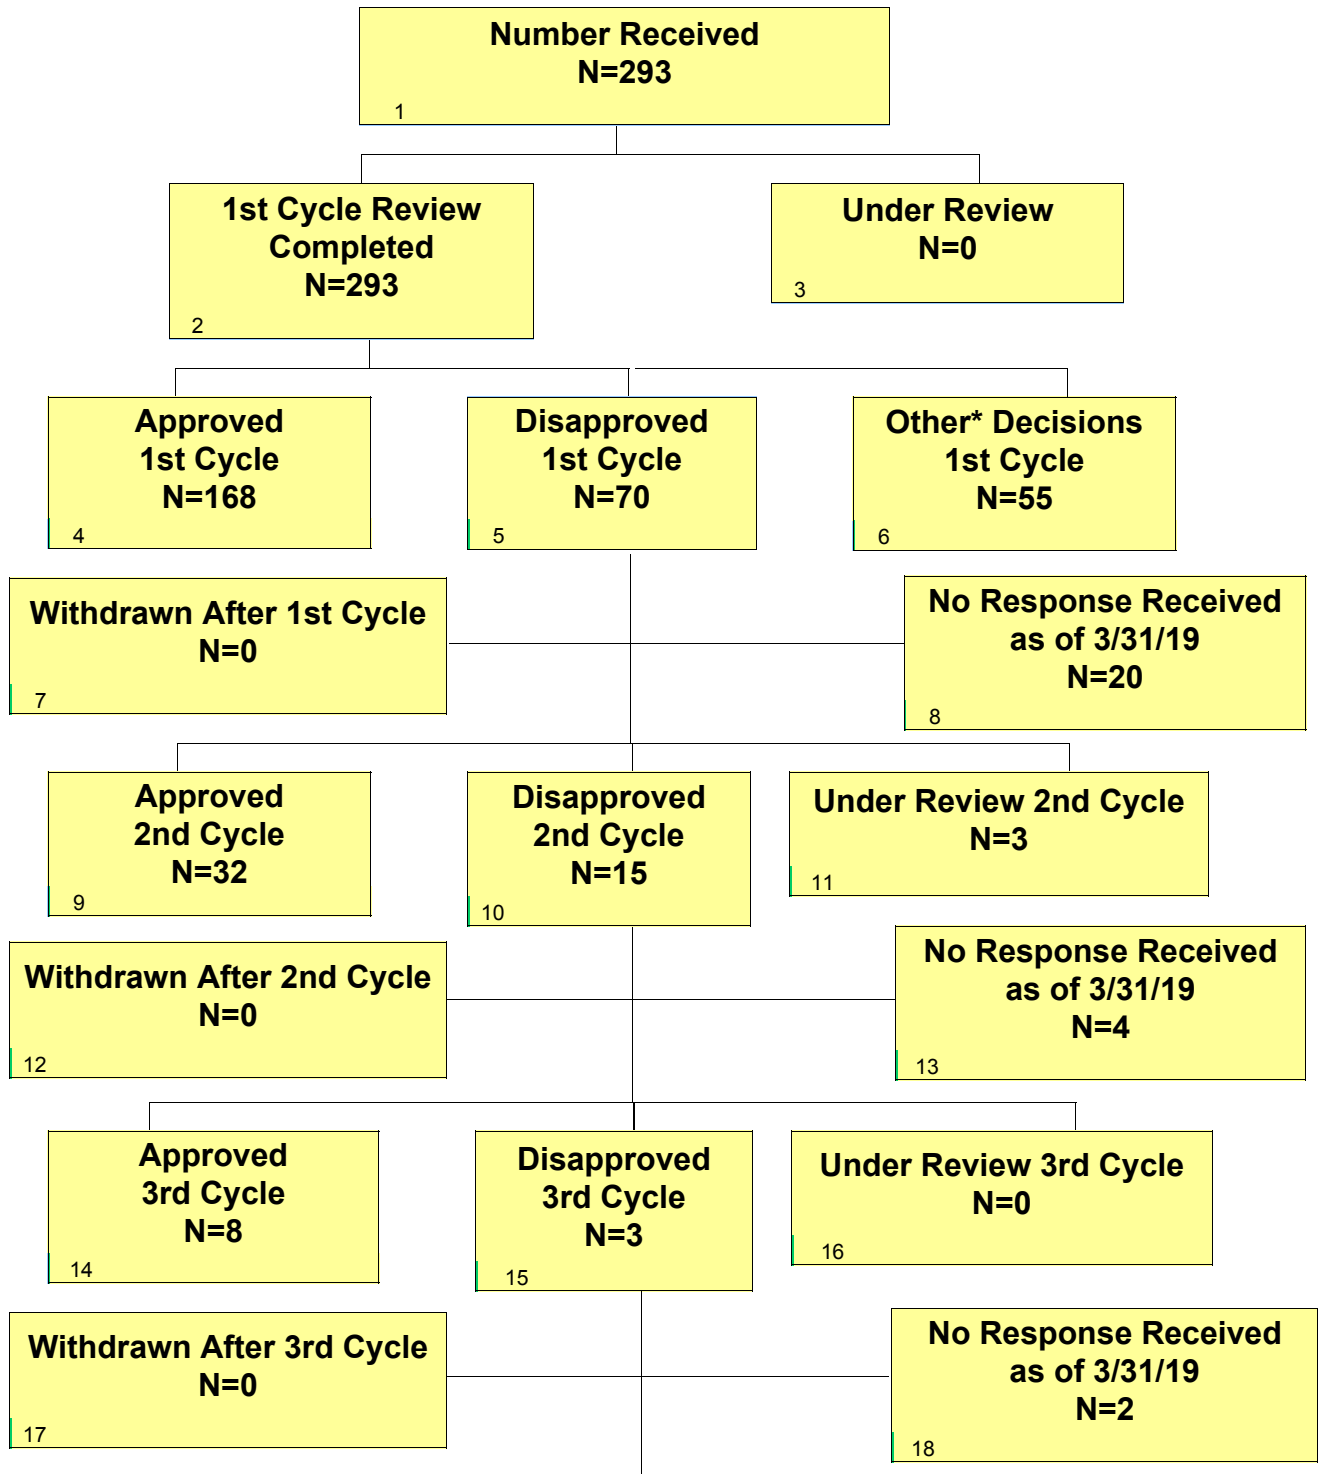 Number Received
N=293
1
1st Cycle Review
Completed
N=293
2
Under Review
N=0
3
Approved
1st Cycle
N=168
4
Disapproved
1st Cycle
N=70
5
Other* Decisions
1st Cycle
N=55
6
Withdrawn After 1st Cycle
N=0
7
No Response Received
as of 3/31/19
N=20
8
Approved
2nd Cycle
N=32
9
Disapproved
2nd Cycle
N=15
10
Under Review 2nd Cycle
N=3
11
Withdrawn After 2nd Cycle
N=0
12
No Response Received
as of 3/31/19
N=4
13
Approved
3rd Cycle
N=8
14
Disapproved
3rd Cycle
N=3
15
Under Review 3rd Cycle
N=0
16
Withdrawn After 3rd Cycle
N=0
17
No Response Received
as of 3/31/19
N=2
18